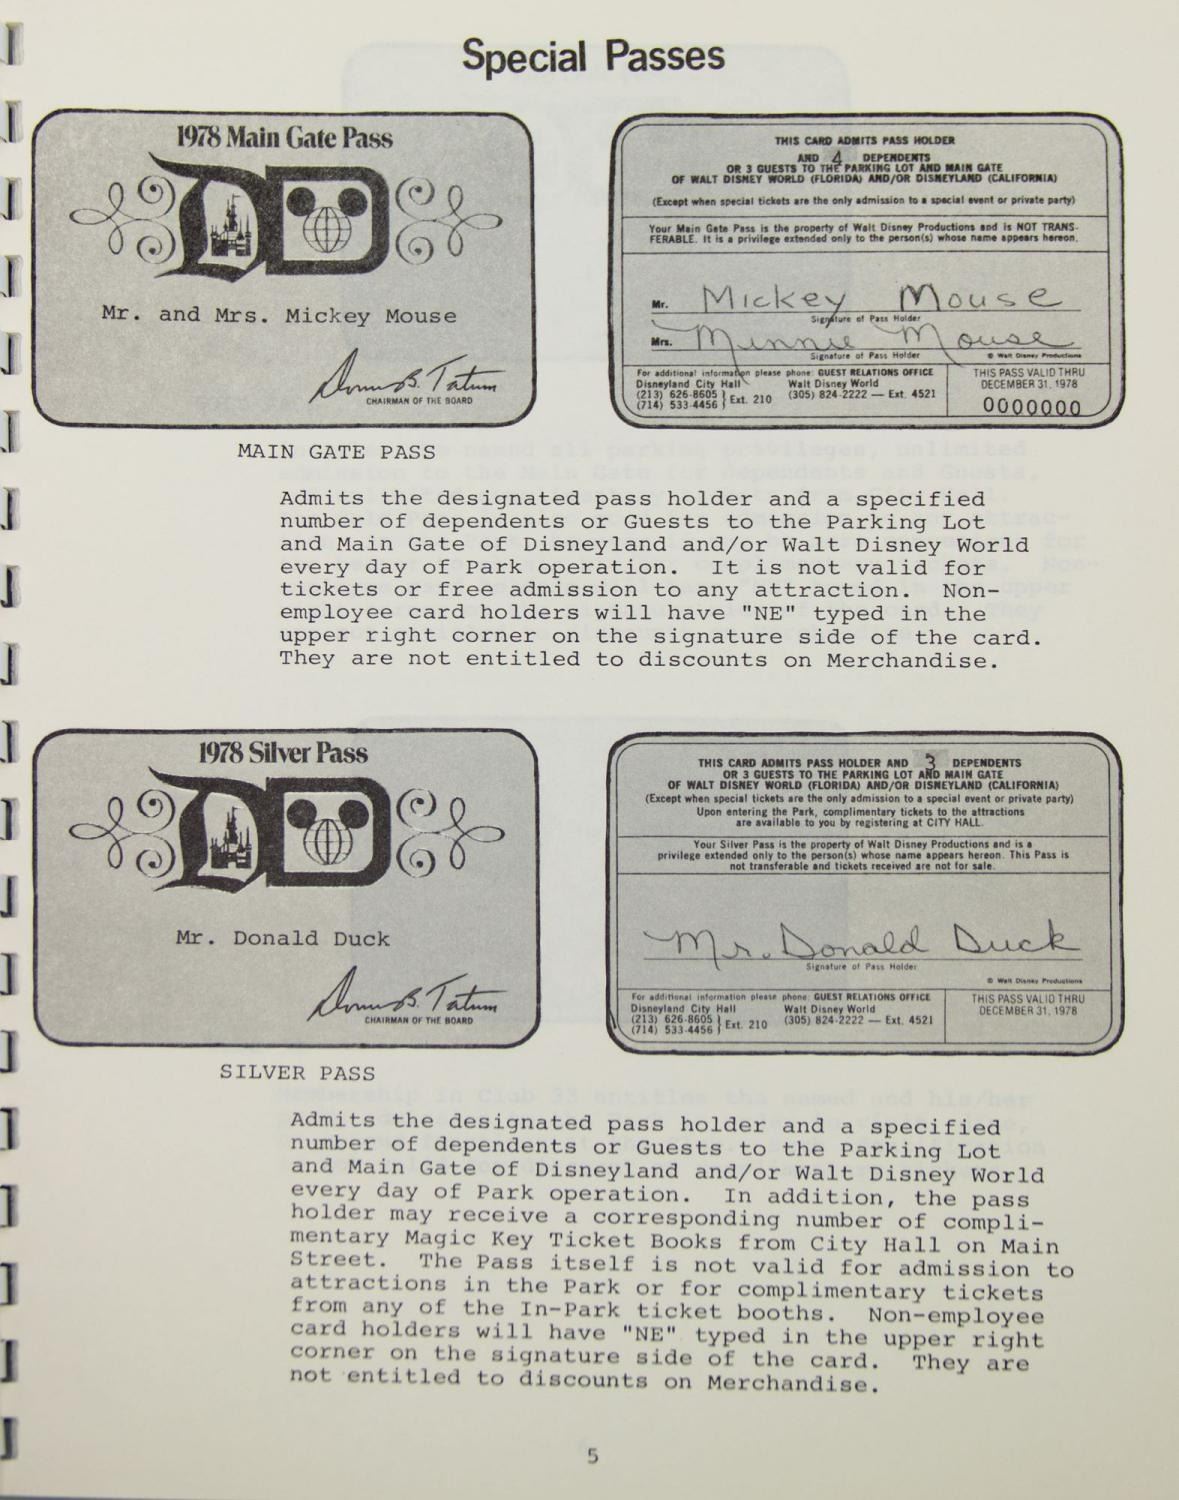 Special Passes
1978 Main Gate Pass
Mr. and Mrs. Mickey Mouse
Donn B. Tatum
CHAIRMAN OF THE BOARD
THIS CARD ADMITS PASS HOLDER
AND 4 DEPENDENTS
OR 3 GUESTS TO THE PARKING LOT AND MAIN GATE
OF WALT DISNEY WORLD (FLORIDA) AND/OR DISNEYLAND (CALIFORNIA)
(Except when special tickets are the only admission to a special event or private party)
Your Main Gate Pass is the property of Walt Disney Productions and is NOT TRANS-
FERABLE. It is a privilege extended only to the person(s) whose name appears hereon.
Mr. Mickey Mouse
Signature of Pass Holder
Mrs. Minnie Mouse
Signature of Pass Holder
© Walt Disney Productions
For additional information please phone: GUEST RELATIONS OFFICE
Disneyland City Hall Walt Disney World
(213) 626-8605 (305) 824-2222 — Ext. 4521
(714) 533-4456 } Ext. 210
THIS PASS VALID THRU
DECEMBER 31, 1978
0000000
MAIN GATE PASS
Admits the designated pass holder and a specified
number of dependents or Guests to the Parking Lot
and Main Gate of Disneyland and/or Walt Disney World
every day of Park operation. It is not valid for
tickets or free admission to any attraction. Non-
employee card holders will have "NE" typed in the
upper right corner on the signature side of the card.
They are not entitled to discounts on Merchandise.
1978 Silver Pass
Mr. Donald Duck
Donn B. Tatum
CHAIRMAN OF THE BOARD
THIS CARD ADMITS PASS HOLDER AND 3 DEPENDENTS
OR 3 GUESTS TO THE PARKING LOT AND MAIN GATE
OF WALT DISNEY WORLD (FLORIDA) AND/OR DISNEYLAND (CALIFORNIA)
(Except when special tickets are the only admission to a special event or private party)
Upon entering the Park, complimentary tickets to the attractions
are available to you by registering at CITY HALL.
Your Silver Pass is the property of Walt Disney Productions and is a
privilege extended only to the person(s) whose name appears hereon. This Pass is
not transferable and tickets received are not for sale.
Mr. Donald Duck
Signature of Pass Holder
© Walt Disney Productions
For additional information please phone: GUEST RELATIONS OFFICE
Disneyland City Hall Walt Disney World
(213) 626-8605 (305) 824-2222 — Ext. 4521
(714) 533-4456 } Ext. 210
THIS PASS VALID THRU
DECEMBER 31, 1978
SILVER PASS
Admits the designated pass holder and a specified
number of dependents or Guests to the Parking Lot
and Main Gate of Disneyland and/or Walt Disney World
every day of Park operation. In addition, the pass
holder may receive a corresponding number of compli-
mentary Magic Key Ticket Books from City Hall on Main
Street. The Pass itself is not valid for admission to
attractions in the Park or for complimentary tickets
from any of the In-Park ticket booths. Non-employee
card holders will have "NE" typed in the upper right
corner on the signature side of the card. They are
not entitled to discounts on Merchandise.
5